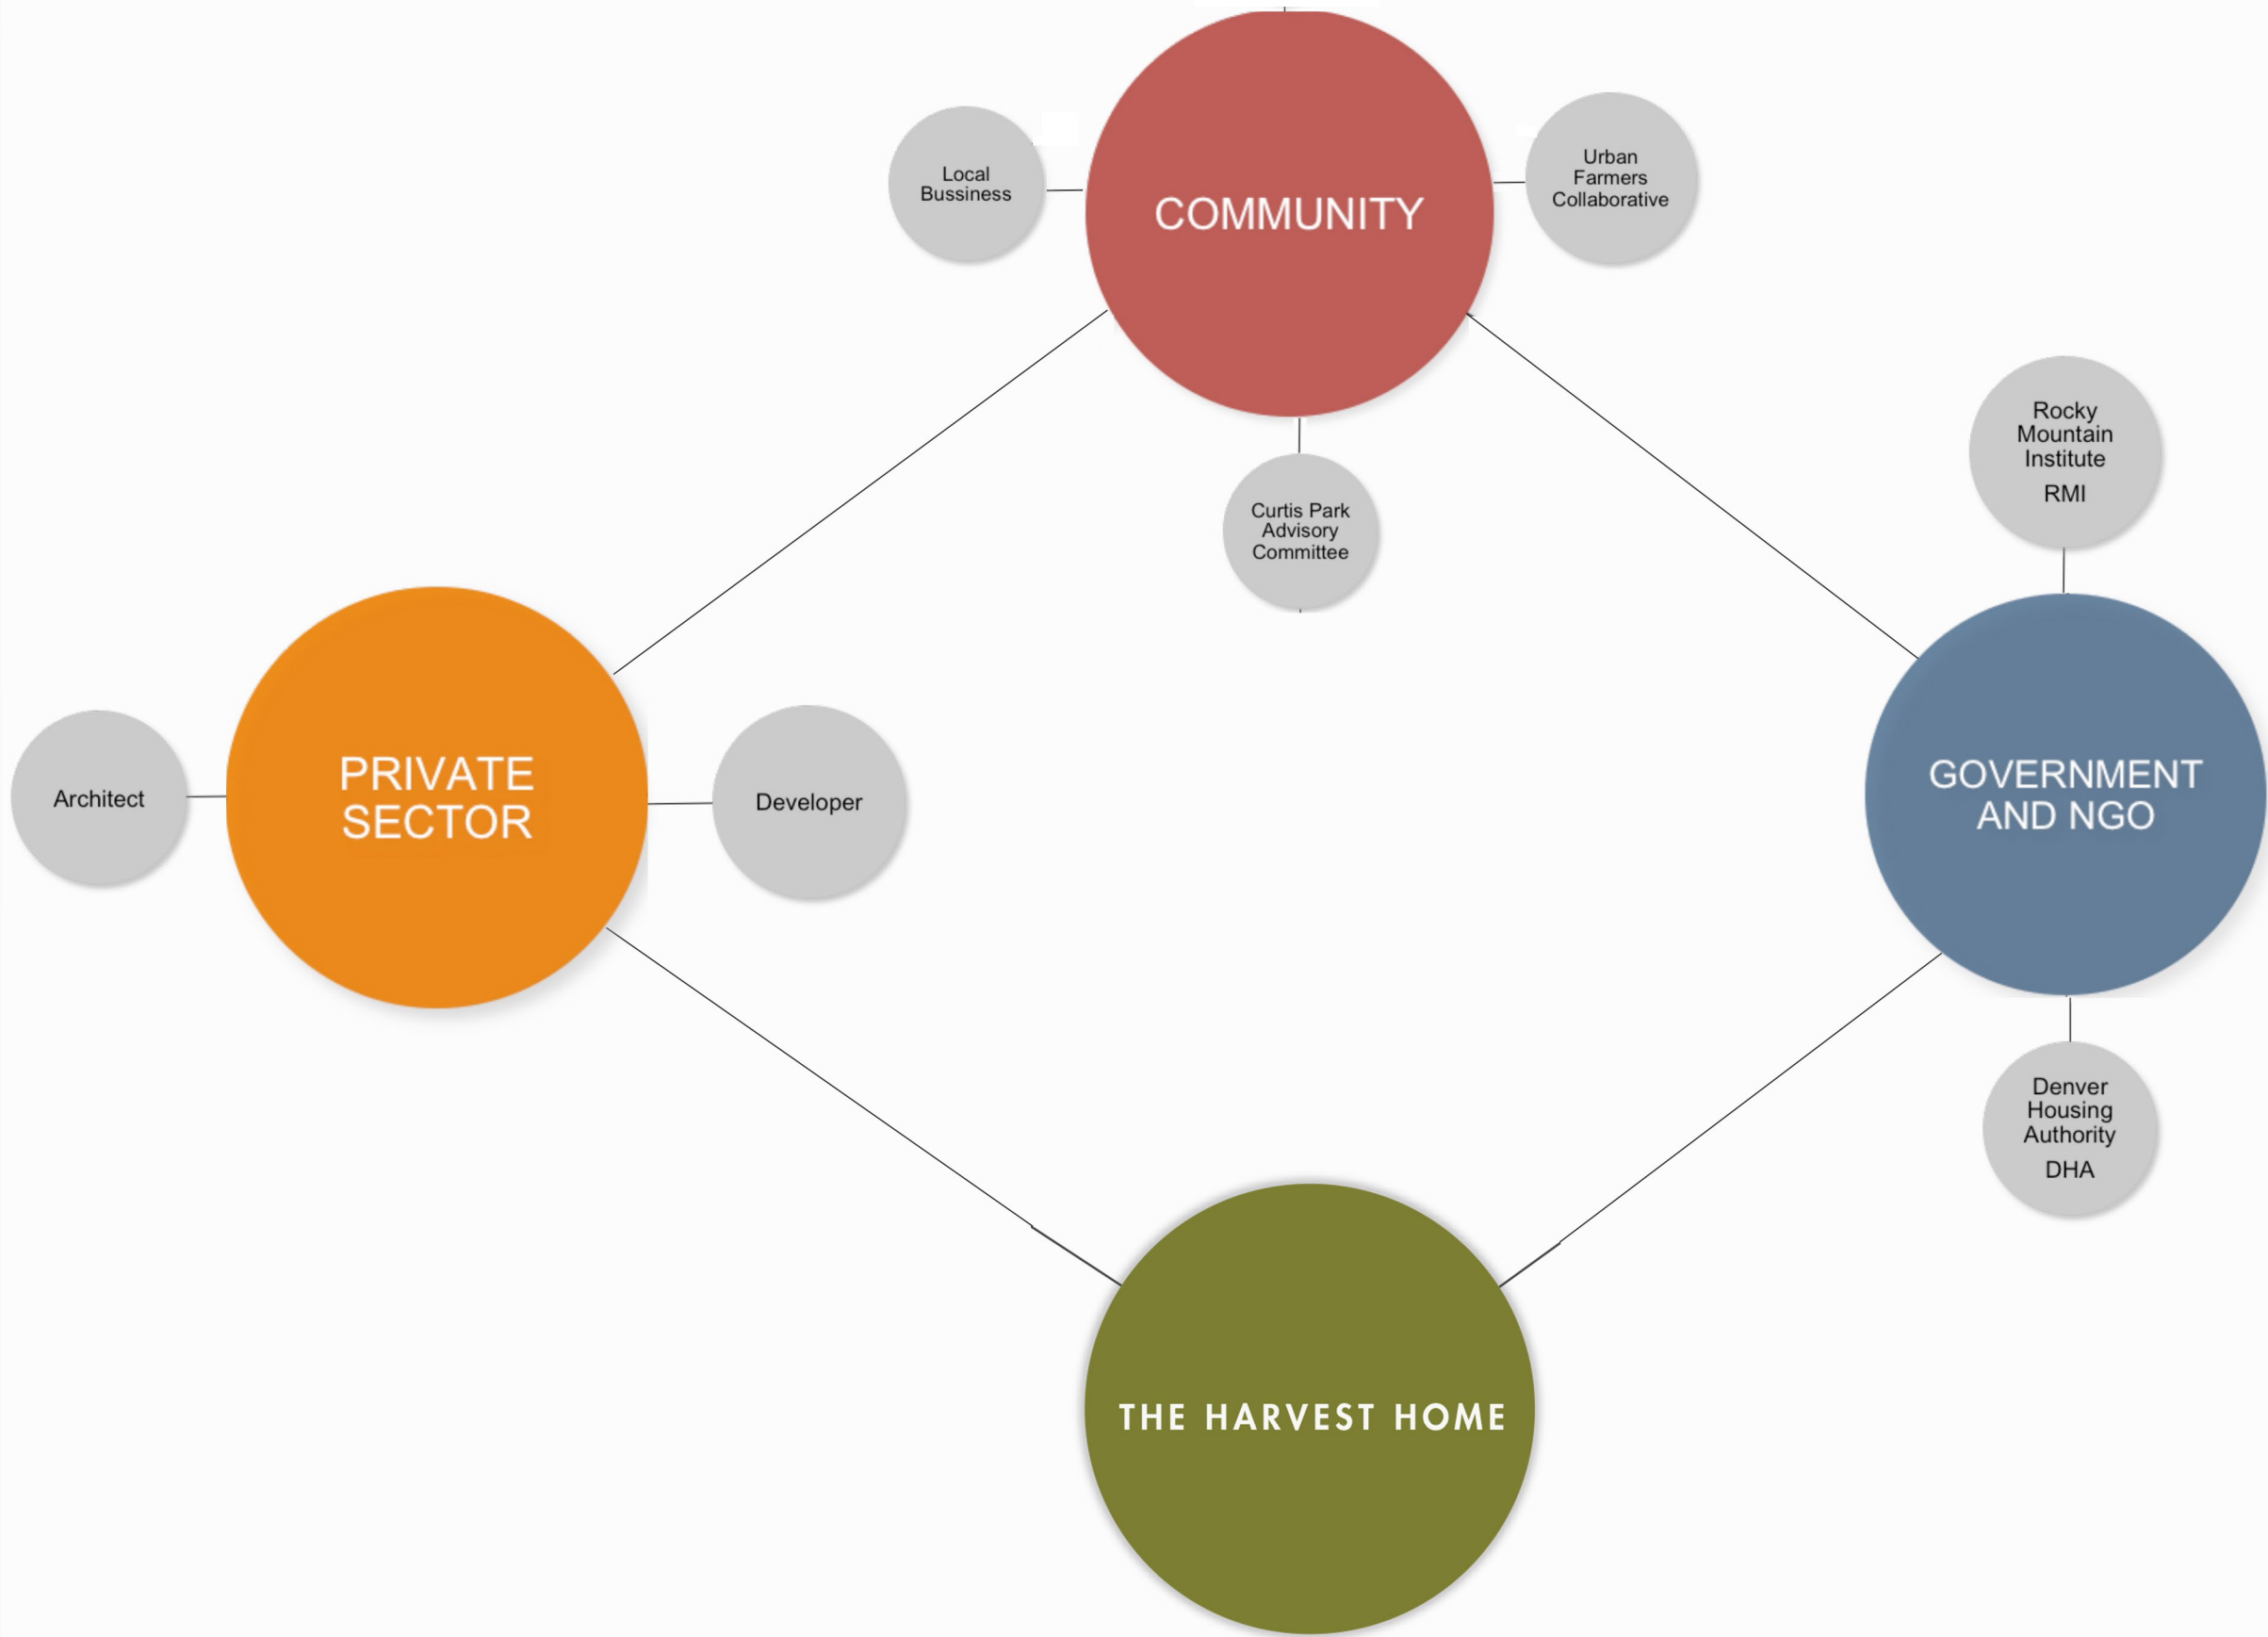 COMMUNITY
Local
Bussiness
Urban
Farmers
Collaborative
Curtis Park
Advisory
Committee
Rocky
Mountain
Institute
RMI
GOVERNMENT
AND NGO
Denver
Housing
Authority
DHA
PRIVATE
SECTOR
Architect
Developer
THE HARVEST HOME